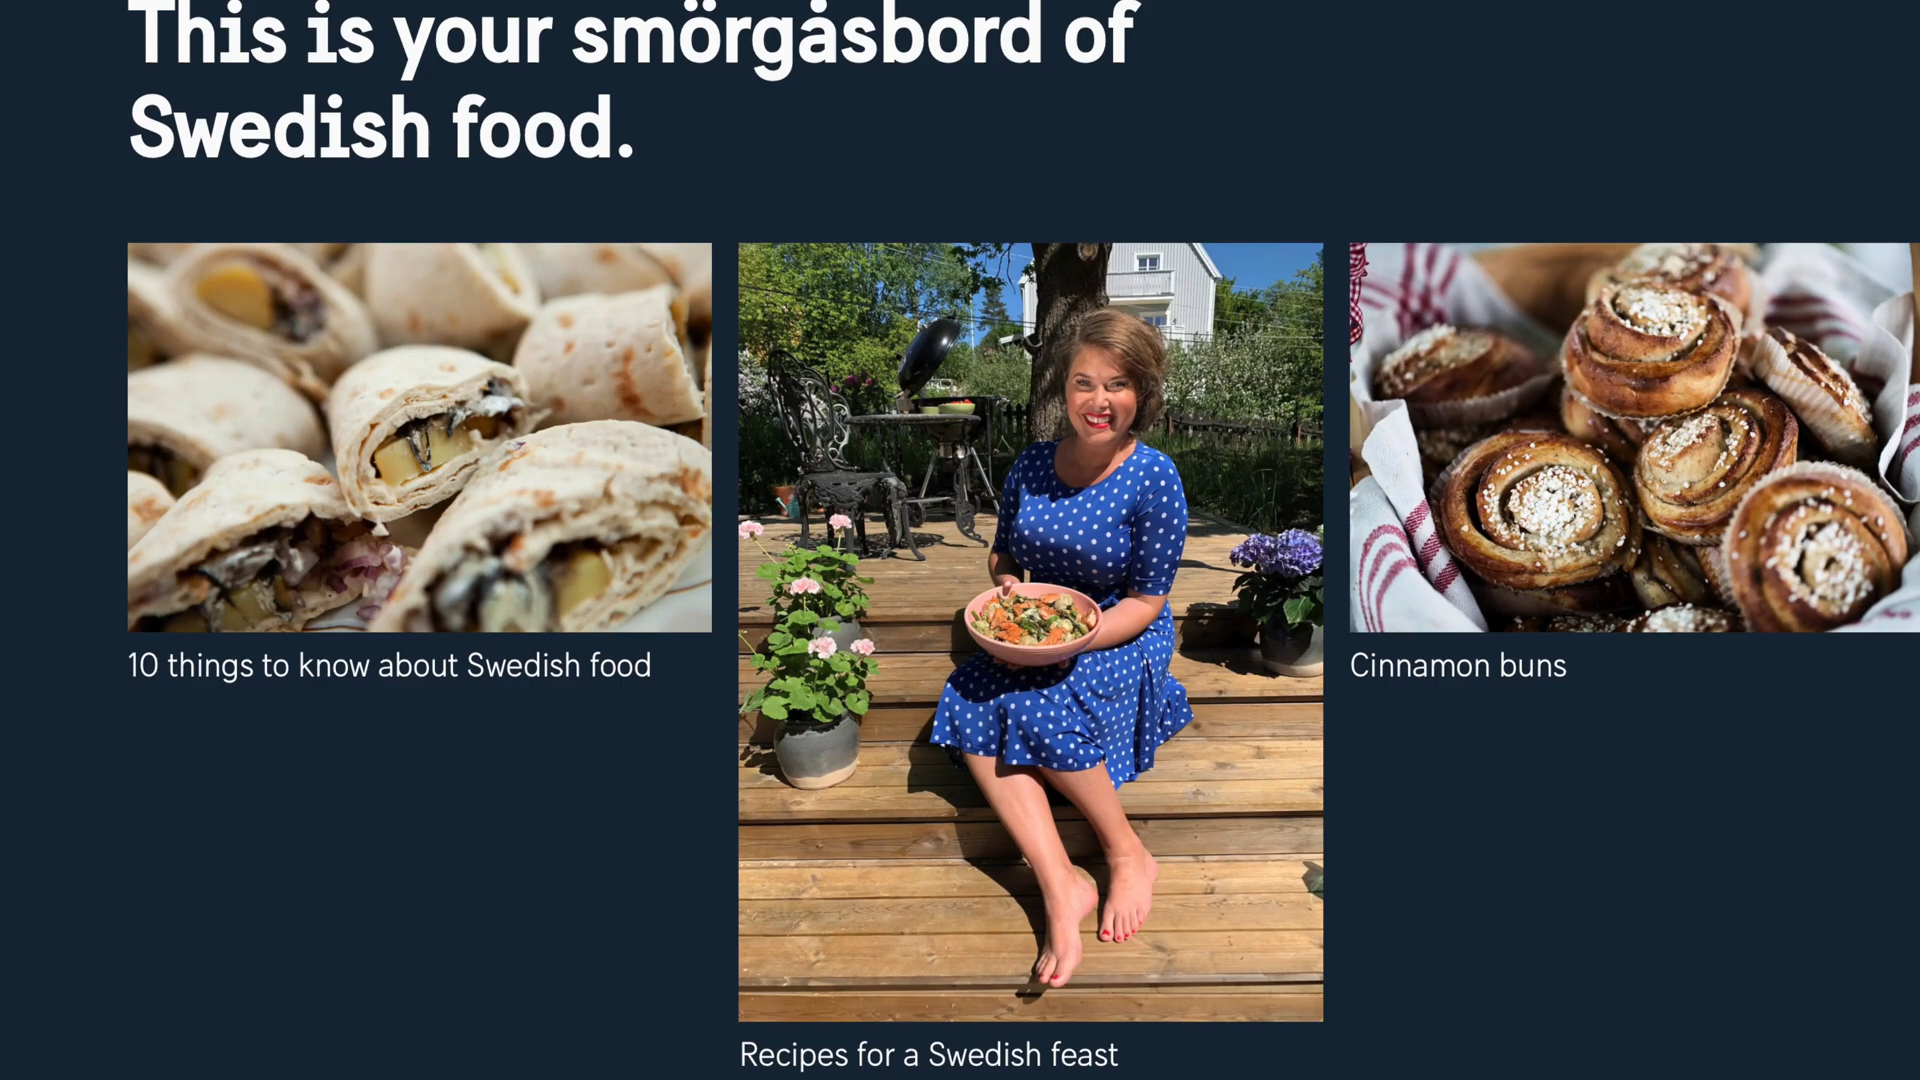 This is your smörgåsbord of
Swedish food.
10 things to know about Swedish food
Cinnamon buns
Recipes for a Swedish feast